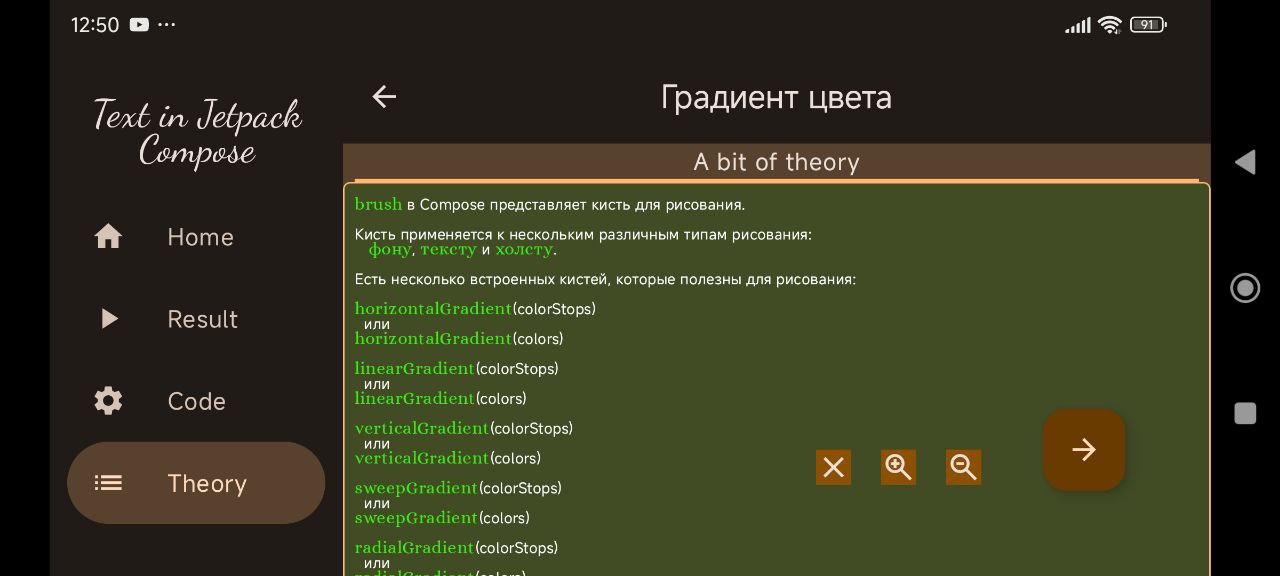 12:50
91
Text in Jetpack
Compose
Home
Result
Code
Theory
Градиент цвета
A bit of theory
brush в Compose представляет кисть для рисования.
Кисть применяется к нескольким различным типам рисования:
фону, тексту и холсту.
Есть несколько встроенных кистей, которые полезны для рисования:
horizontalGradient(colorStops)
или
horizontalGradient(colors)
linearGradient(colorStops)
или
linearGradient(colors)
verticalGradient(colorStops)
или
verticalGradient(colors)
sweepGradient(colorStops)
или
sweepGradient(colors)
radialGradient(colorStops)
или
radialGradient(colors)